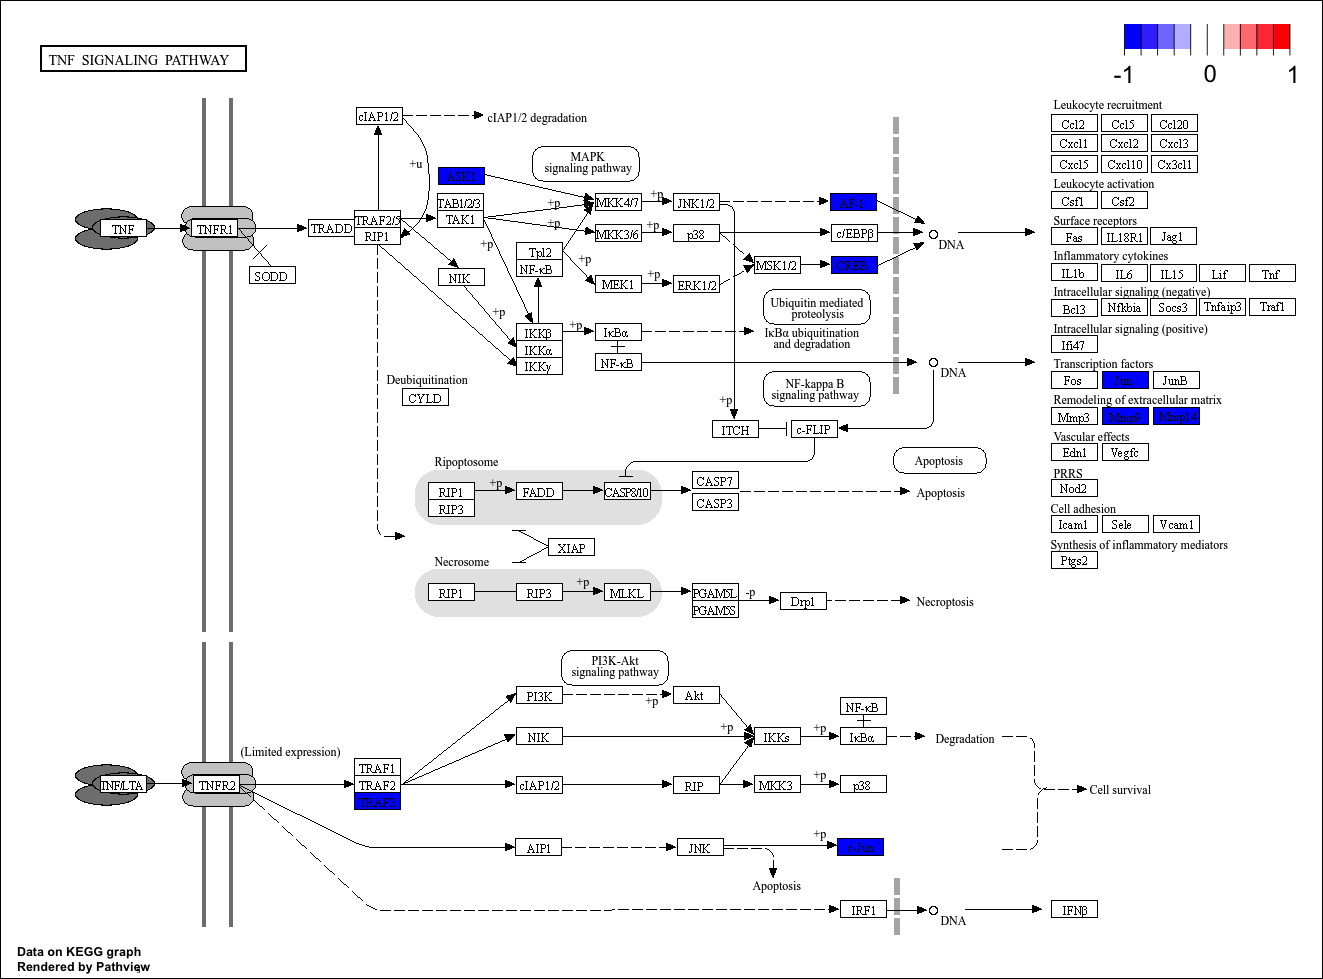 TNF SIGNALING PATHWAY
-1 0 1
cIAP1/2
cIAP1/2 degradation
+u
MAPK
signaling pathway
ASK1
TAB1/2/3
TAK1
MKK4/7
+p
JNK1/2
AP-1
TNF
TNFR1
TRADD
TRAF2/5
RIP1
+p
+p
MKK3/6
+p
p38
c/EBPβ
DNA
+p
Tpl2
NF-κB
+p
MSK1/2
SODD
NIK
MEK1
+p
ERK1/2
Ubiquitin mediated
proteolysis
+p
IKKβ
IKKα
IKKγ
+p
IκBα
IκBα ubiquitination
and degradation
NF-κB
DNA
Deubiquitination
CYLD
NF-kappa B
signaling pathway
+p
ITCH
c-FLIP
Ripoptosome
RIP1
RIP3
+p
FADD
CASP8/10
CASP7
CASP3
Apoptosis
Apoptosis
XIAP
Necrosome
RIP1
RIP3
+p
MLKL
PGAM5L
PGAM5S
-p
Drp1
Necroptosis
Leukocyte recruitment
Ccl2 Ccl5 Ccl20
Cxcl1 Cxcl2 Cxcl3
Cxcl5 Cxcl10 Cx3cl1
Leukocyte activation
Csf1 Csf2
Surface receptors
Fas IL18R1 Jag1
Inflammatory cytokines
IL1b IL6 IL15 Lif Tnf
Intracellular signaling (negative)
Bcl3 Nfkbia Socs3 Tnfaip3 Traf1
Intracellular signaling (positive)
Ifi47
Transcription factors
Fos Jun JunB
Remodeling of extracellular matrix
Mmp3 Mmp14
Vascular effects
Edn1 Vegfc
PRRS
Nod2
Cell adhesion
Icam1 Sele Vcam1
Synthesis of inflammatory mediators
Ptgs2
PI3K-Akt
signaling pathway
PI3K
+p
Akt
NF-κB
NIK
+p
IKKs
+p
IκBα
Degradation
(Limited expression)
TNF/LTA
TNFR2
TRAF1
TRAF2
TRAF3
cIAP1/2
RIP
MKK3
+p
p38
Cell survival
AIP1
JNK
+p
c-Jun
Apoptosis
IRF1
DNA
IFNβ
Data on KEGG graph
Rendered by Pathview